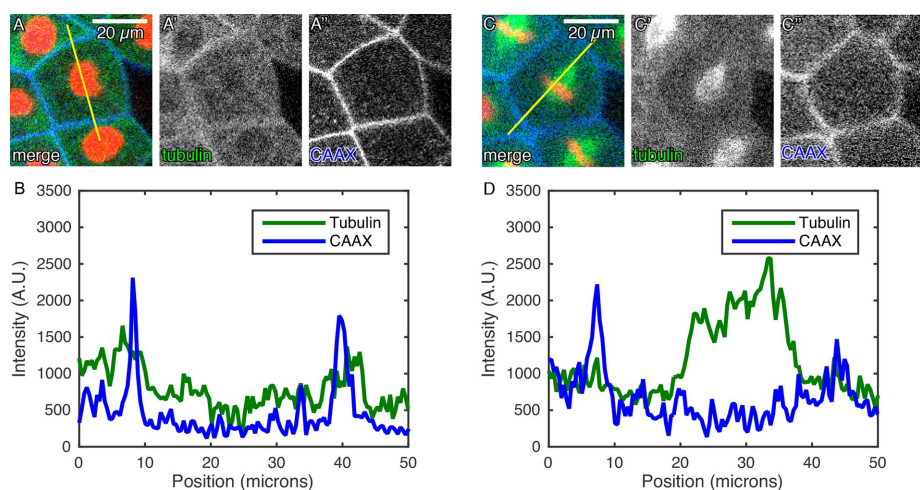 A
20 µm
merge
A'
tubulin
A''
CAAX
C
20 µm
merge
C'
tubulin
C''
CAAX
B
3500
3000
2500
2000
1500
1000
500
0
Intensity (A.U.)
Tubulin
CAAX
0 10 20 30 40 50
Position (microns)
D
3500
3000
2500
2000
1500
1000
500
0
Intensity (A.U.)
Tubulin
CAAX
0 10 20 30 40 50
Position (microns)